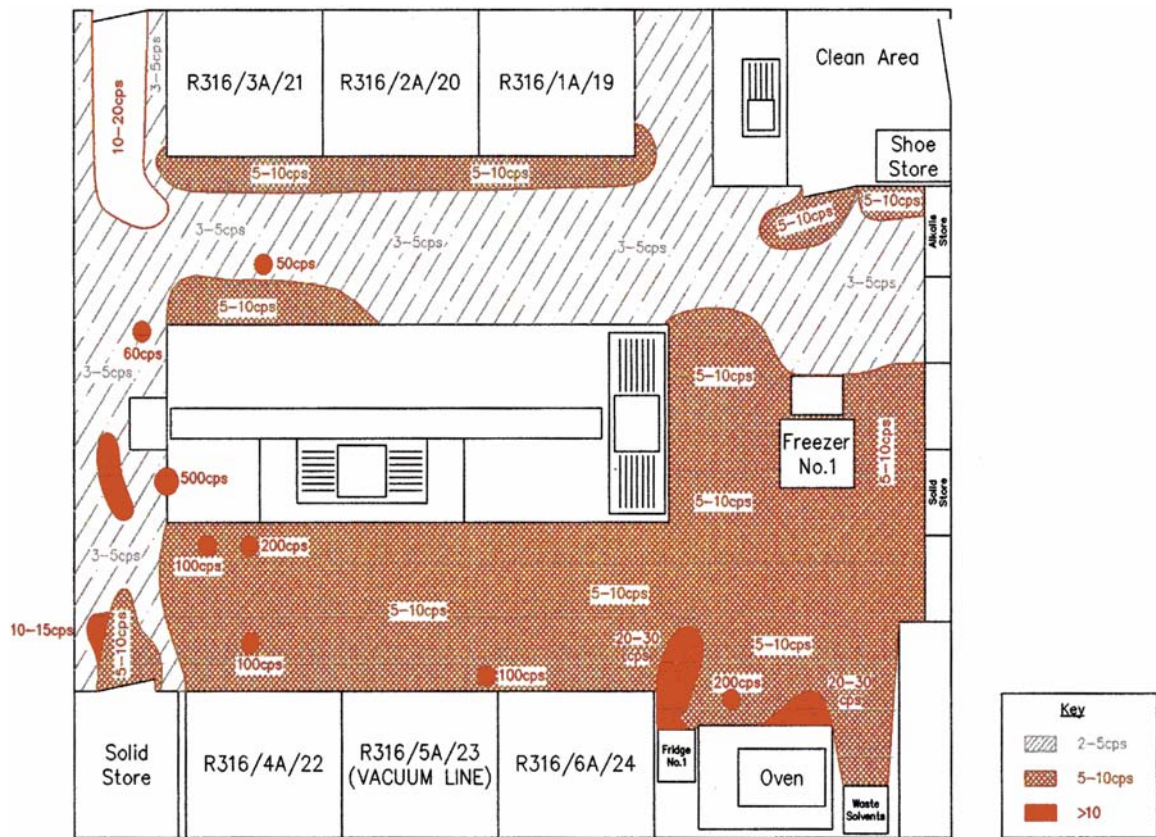 R316/3A/21
R316/2A/20
R316/1A/19
Clean Area
Shoe
Store
3-5cps
10-20cps
5-10cps
5-10cps
5-10cps
5-10cps
Alkalis
Store
3-5cps
3-5cps
3-5cps
50cps
3-5cps
5-10cps
60cps
3-5cps
5-10cps
Freezer
No.1
5-10cps
500cps
5-10cps
Solid
Store
3-5cps
100cps
200cps
5-10cps
5-10cps
10-15cps
5-10cps
100cps
100cps
20-30
cps
5-10cps
200cps
20-30
cps
Solid
Store
R316/4A/22
R316/5A/23
(VACUUM LINE)
R316/6A/24
Fridge
No.1
Oven
Waste
Solvents
Key
2-5cps
5-10cps
>10